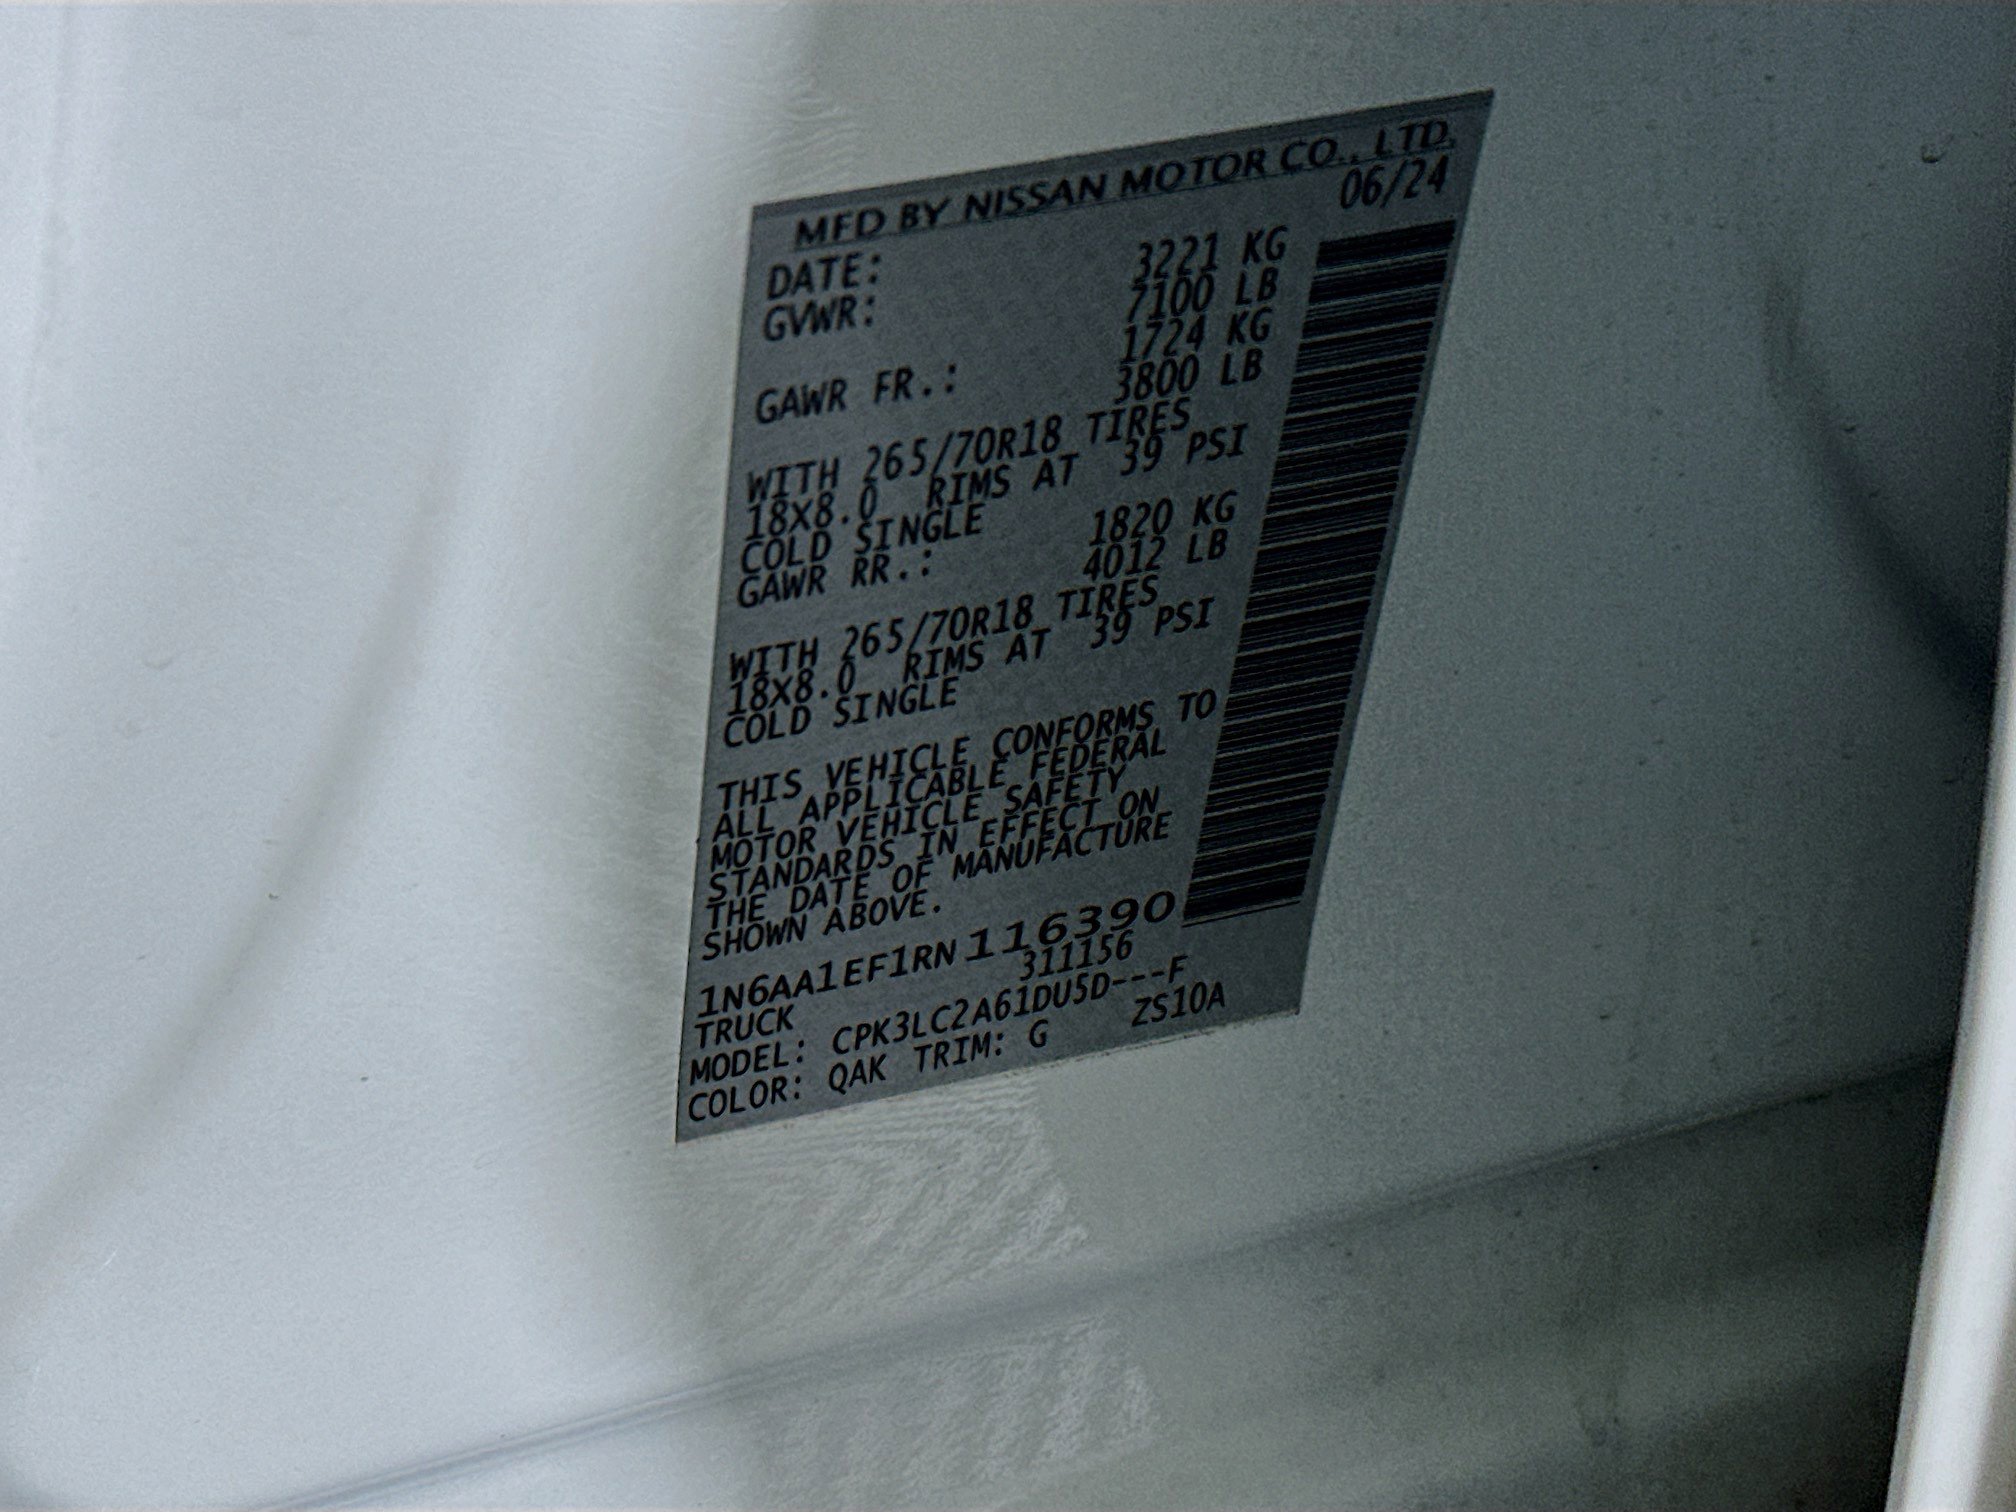 MFD BY NISSAN MOTOR CO., LTD.
DATE: 06/24
GVWR: 3221 KG
7100 LB
GAWR FR.: 1724 KG
3800 LB
WITH 265/70R18 TIRES
18X8.0 RIMS AT 39 PSI
COLD SINGLE
GAWR RR.: 1820 KG
4012 LB
WITH 265/70R18 TIRES
18X8.0 RIMS AT 39 PSI
COLD SINGLE
THIS VEHICLE CONFORMS TO
ALL APPLICABLE FEDERAL
MOTOR VEHICLE SAFETY
STANDARDS IN EFFECT ON
THE DATE OF MANUFACTURE
SHOWN ABOVE.
1N6AA1EF1RN116390
TRUCK 311156
MODEL: CPK3LC2A61DU5D---F
COLOR: QAK TRIM: G ZS10A